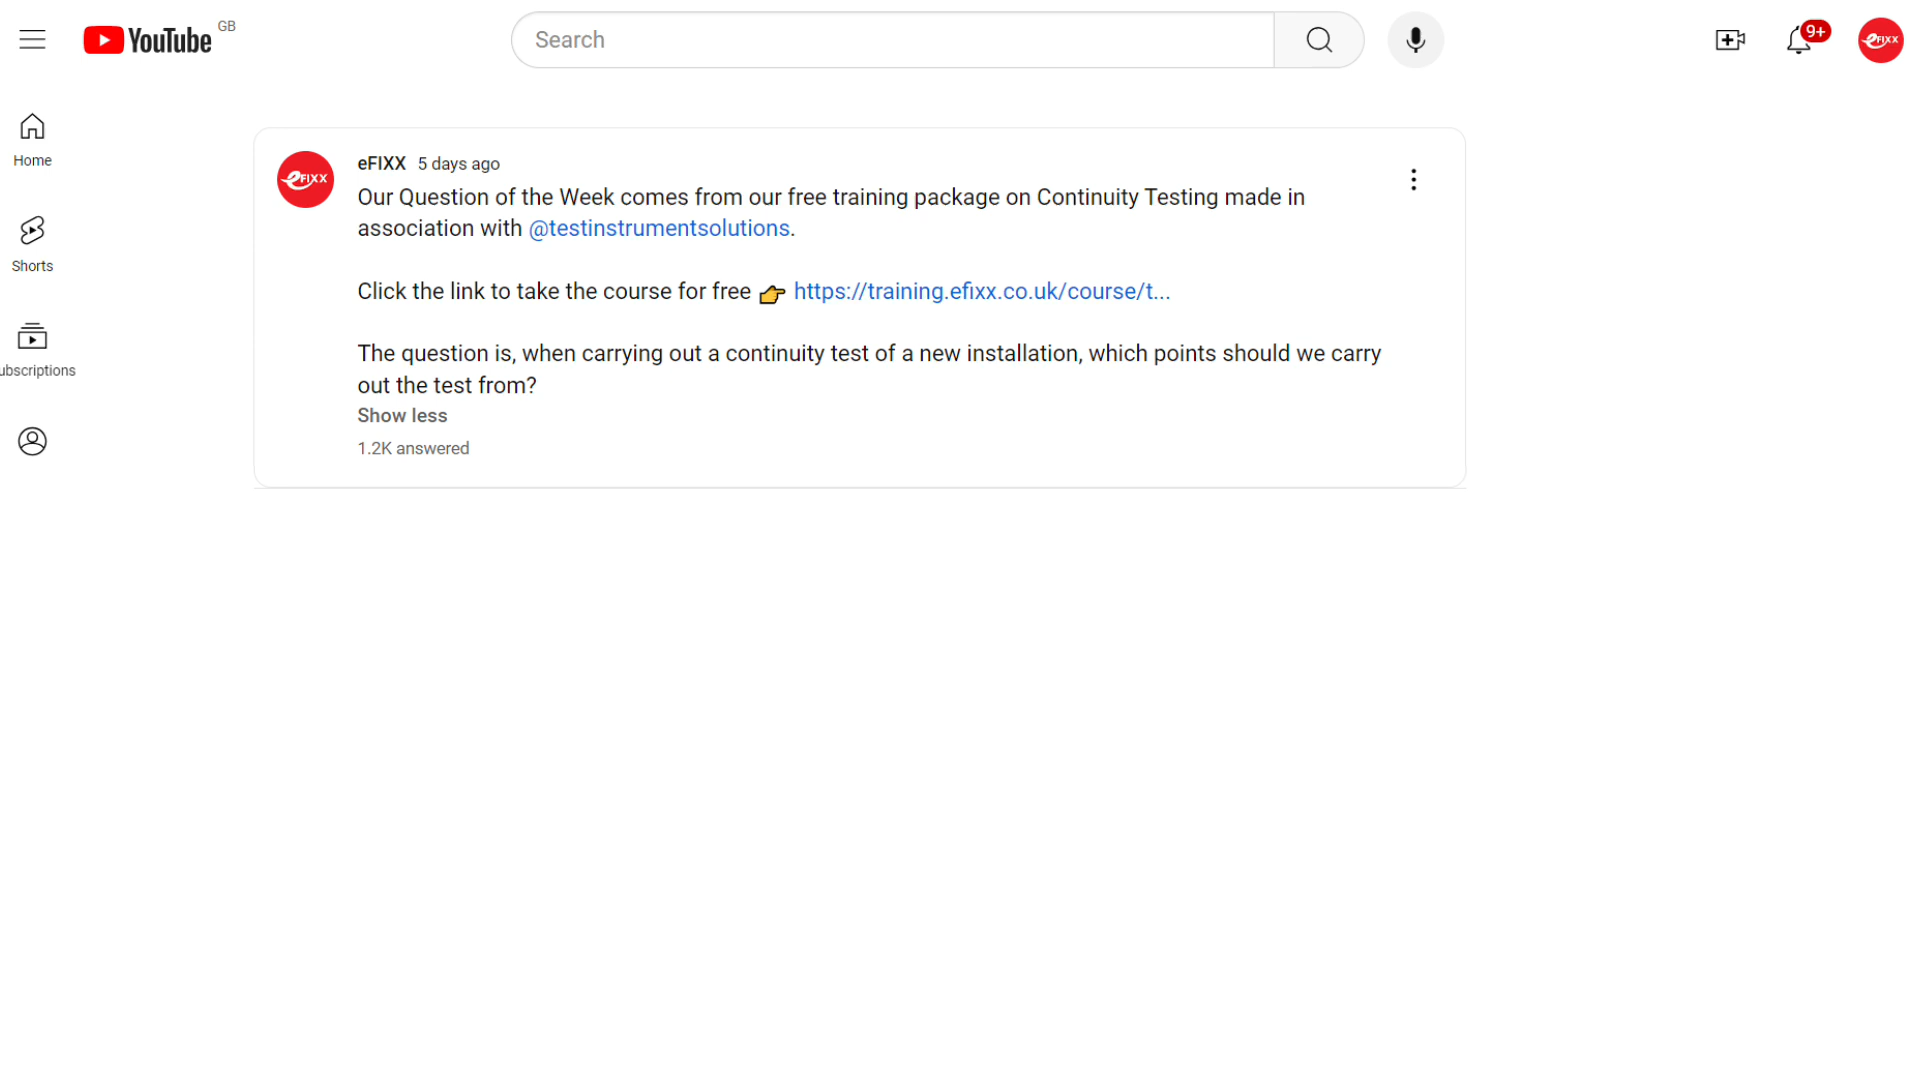 YouTube GB
Search
9+
eFIXX
Home
Shorts
ubscriptions
eFIXX
eFIXX 5 days ago
Our Question of the Week comes from our free training package on Continuity Testing made in
association with @testinstrumentsolutions.
Click the link to take the course for free 👉 https://training.efixx.co.uk/course/t...
The question is, when carrying out a continuity test of a new installation, which points should we carry
out the test from?
Show less
1.2K answered